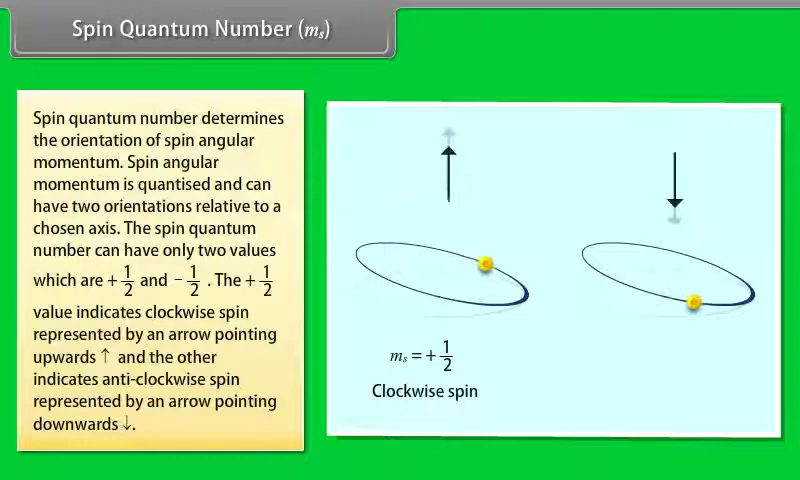 Spin Quantum Number (mₛ)
Spin quantum number determines
the orientation of spin angular
momentum. Spin angular
momentum is quantised and can
have two orientations relative to a
chosen axis. The spin quantum
number can have only two values
which are + 1/2 and − 1/2 . The + 1/2
value indicates clockwise spin
represented by an arrow pointing
upwards ↑ and the other
indicates anti-clockwise spin
represented by an arrow pointing
downwards ↓.
mₛ = + 1/2
Clockwise spin